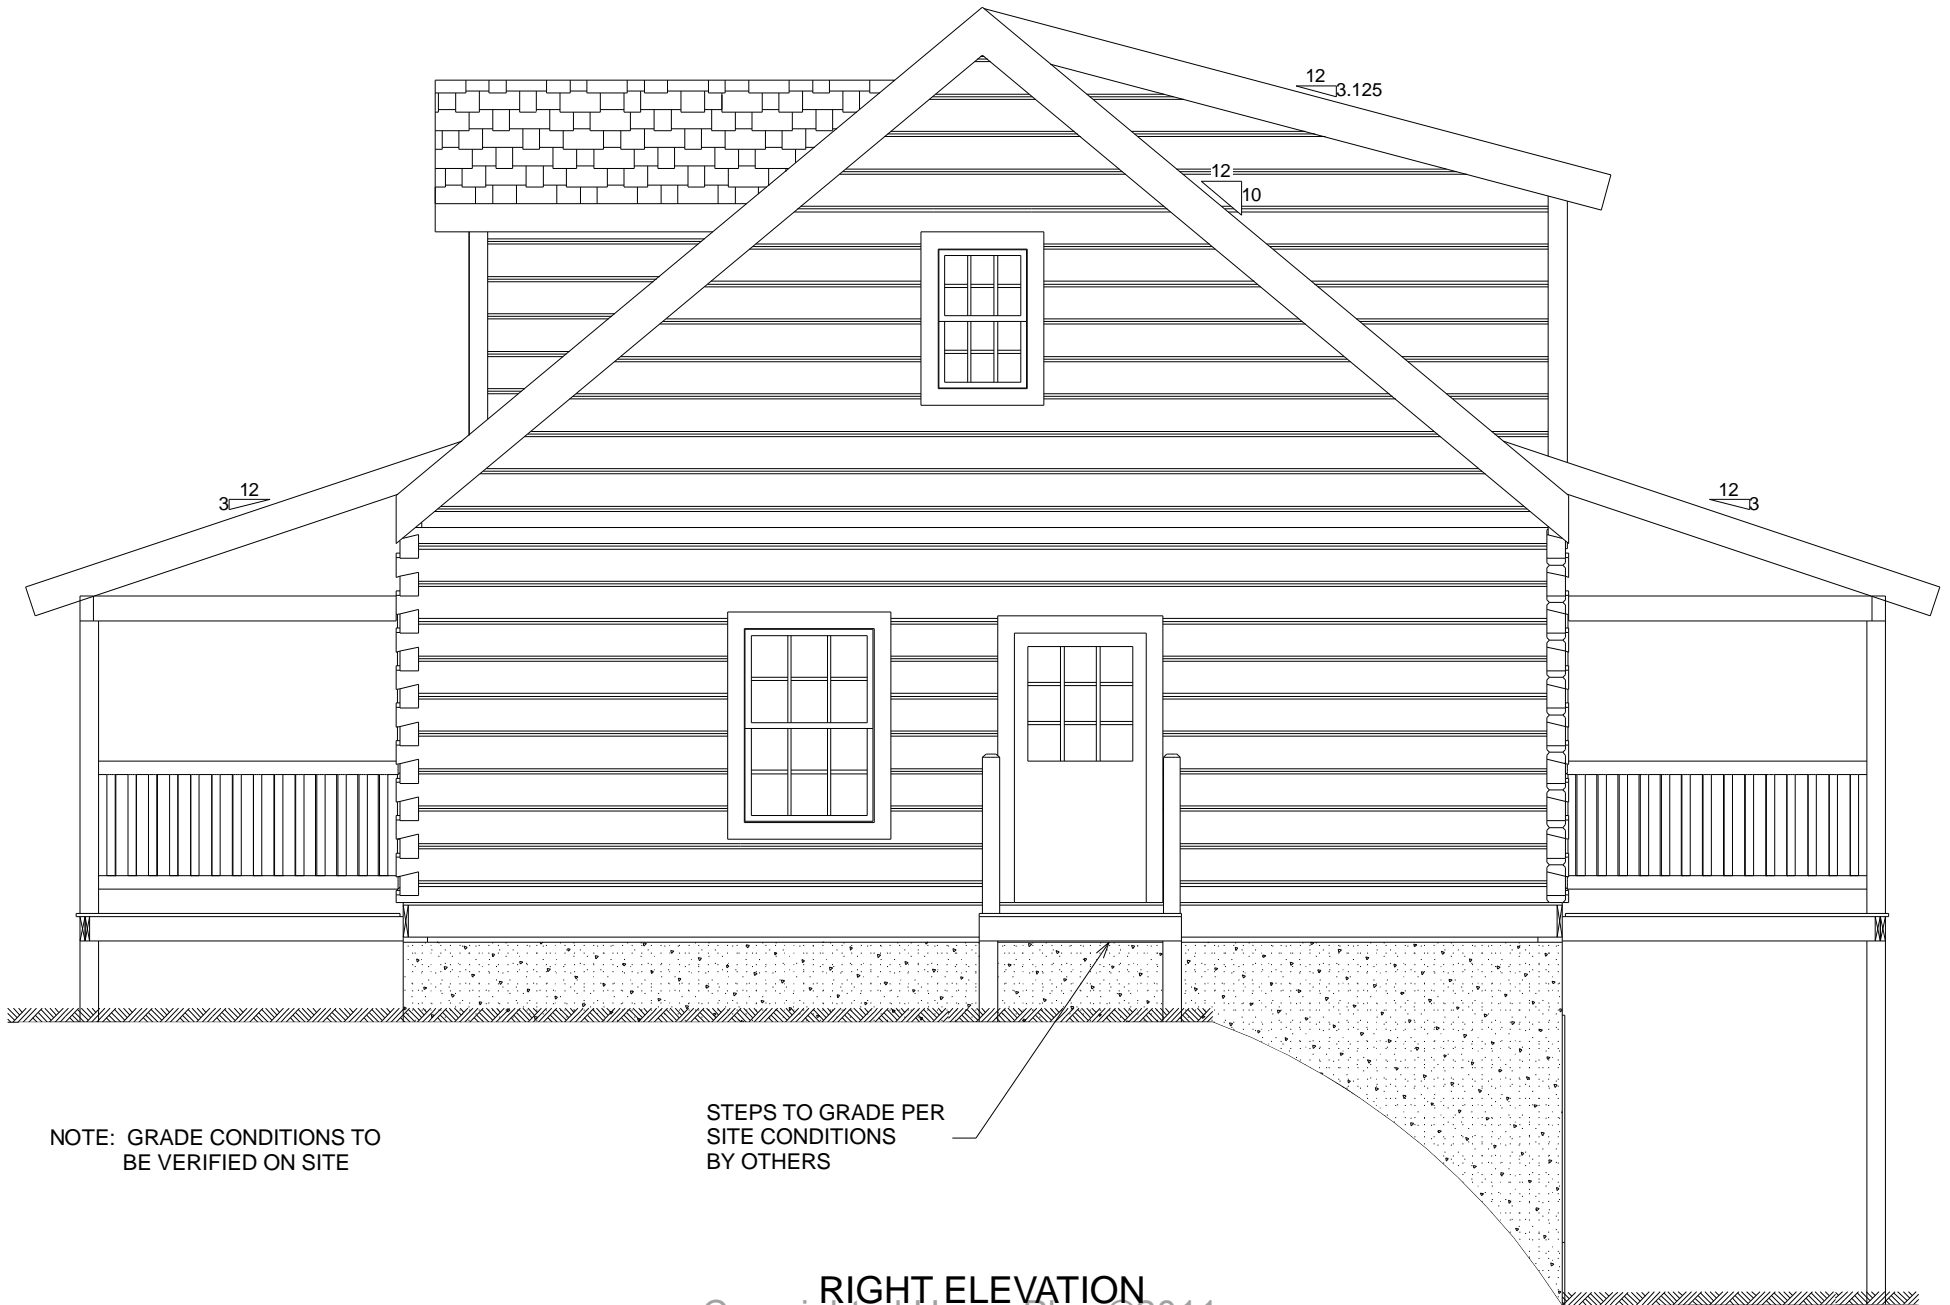 12
3.125
12
10
12
3
12
3
STEPS TO GRADE PER
SITE CONDITIONS
BY OTHERS
NOTE: GRADE CONDITIONS TO
BE VERIFIED ON SITE
RIGHT ELEVATION